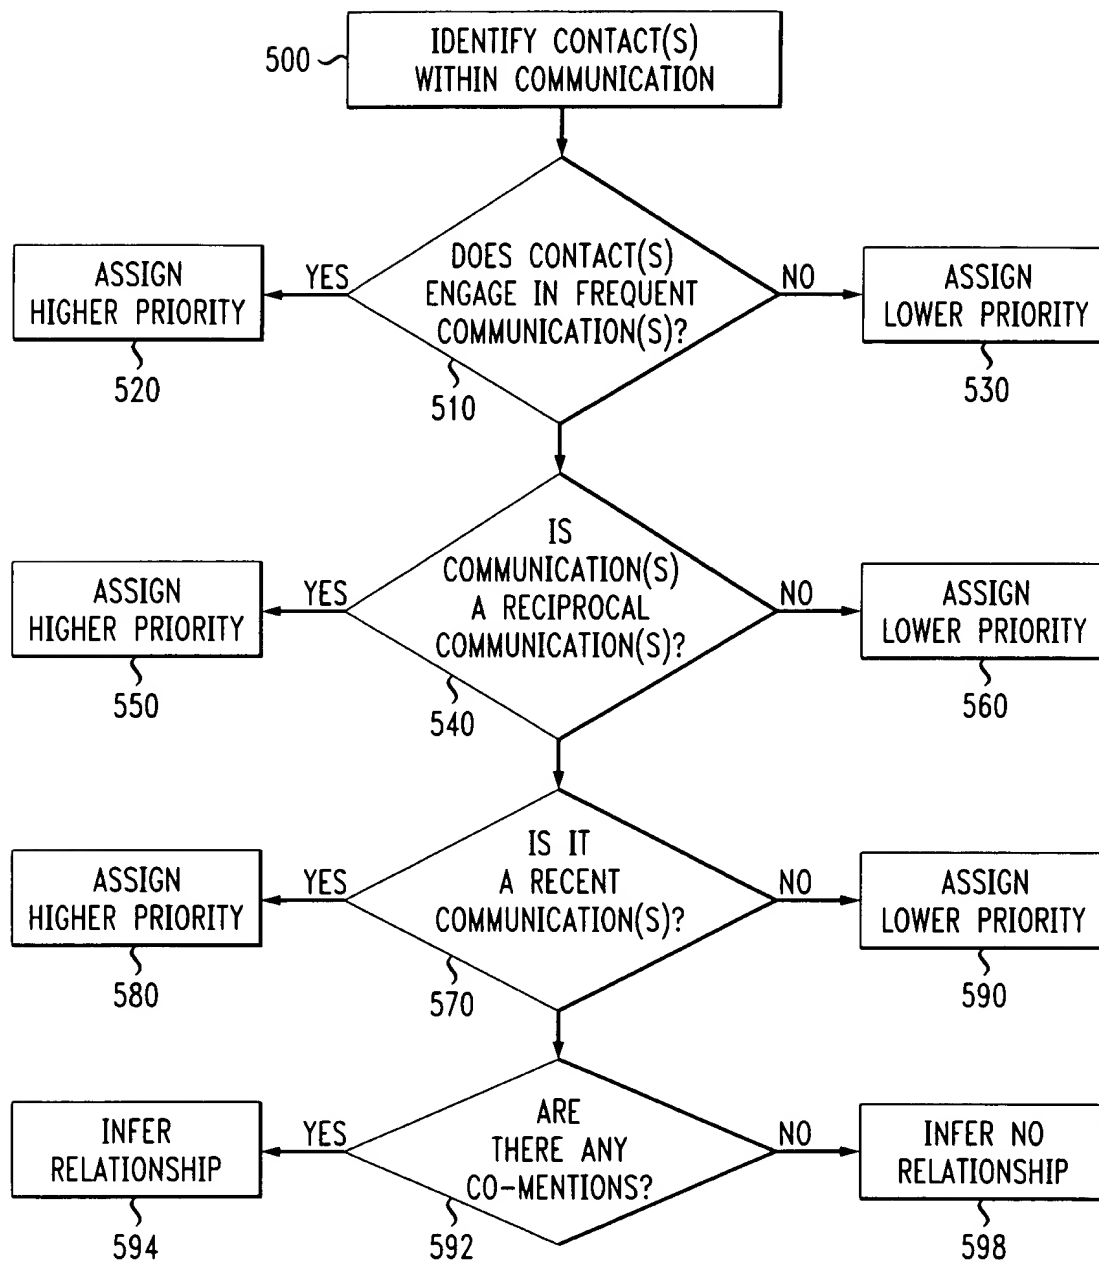 500
IDENTIFY CONTACT(S)
WITHIN COMMUNICATION
DOES CONTACT(S)
ENGAGE IN FREQUENT
COMMUNICATION(S)?
510
YES
ASSIGN
HIGHER PRIORITY
520
NO
ASSIGN
LOWER PRIORITY
530
IS
COMMUNICATION(S)
A RECIPROCAL
COMMUNICATION(S)?
540
YES
ASSIGN
HIGHER PRIORITY
550
NO
ASSIGN
LOWER PRIORITY
560
IS IT
A RECENT
COMMUNICATION(S)?
570
YES
ASSIGN
HIGHER PRIORITY
580
NO
ASSIGN
LOWER PRIORITY
590
ARE
THERE ANY
CO-MENTIONS?
592
YES
INFER
RELATIONSHIP
594
NO
INFER NO
RELATIONSHIP
598